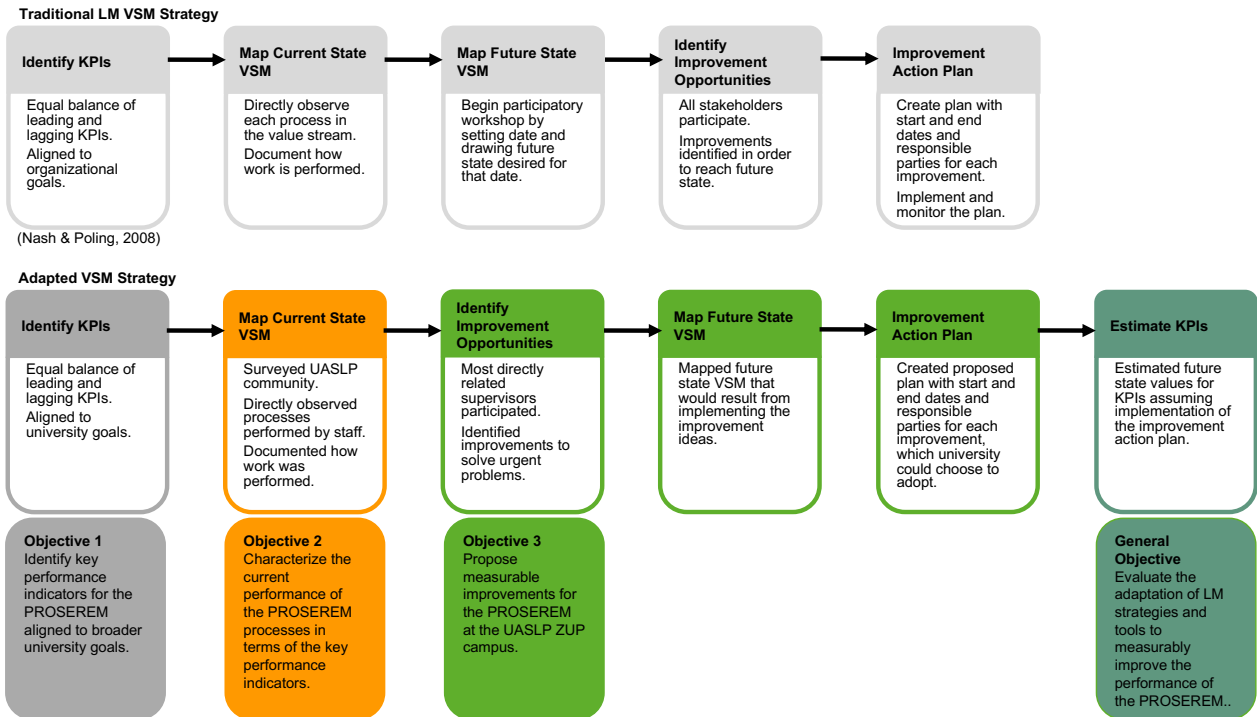 Traditional LM VSM Strategy
Identify KPIs
Equal balance of
leading and
lagging KPIs.
Aligned to
organizational
goals.
Map Current State
VSM
Directly observe
each process in
the value stream.
Document how
work is performed.
Map Future State
VSM
Begin participatory
workshop by
setting date and
drawing future
state desired for
that date.
Identify
Improvement
Opportunities
All stakeholders
participate.
Improvements
identified in order
to reach future
state.
Improvement
Action Plan
Create plan with
start and end
dates and
responsible
parties for each
improvement.
Implement and
monitor the plan.
(Nash & Poling, 2008)
Adapted VSM Strategy
Identify KPIs
Equal balance of
leading and
lagging KPIs.
Aligned to
university goals.
Map Current State
VSM
Surveyed UASLP
community.
Directly observed
processes
performed by staff.
Documented how
work was
performed.
Identify
Improvement
Opportunities
Most directly
related
supervisors
participated.
Identified
improvements to
solve urgent
problems.
Map Future State
VSM
Mapped future
state VSM that
would result from
implementing the
improvement
ideas.
Improvement
Action Plan
Created proposed
plan with start and
end dates and
responsible
parties for each
improvement,
which university
could choose to
adopt.
Estimate KPIs
Estimated future
state values for
KPIs assuming
implementation of
the improvement
action plan.
Objective 1
Identify key
performance
indicators for the
PROSEREM
aligned to broader
university goals.
Objective 2
Characterize the
current
performance of
the PROSEREM
processes in
terms of the key
performance
indicators.
Objective 3
Propose
measurable
improvements for
the PROSEREM
at the UASLP ZUP
campus.
General
Objective
Evaluate the
adaptation of LM
strategies and
tools to
measurably
improve the
performance of
the PROSEREM..